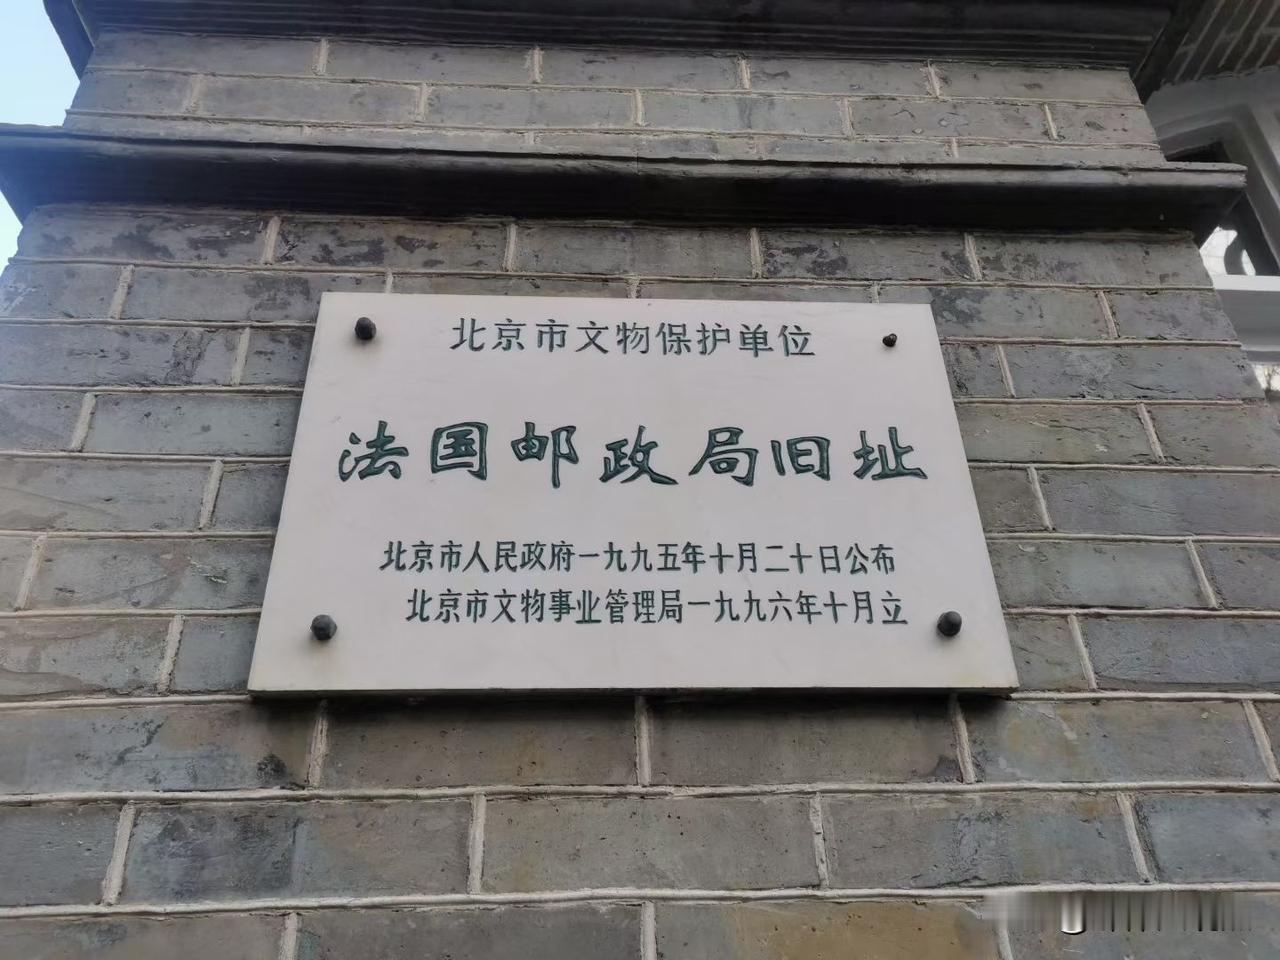 北京市文物保护单位
法国邮政局旧址
北京市人民政府一九九五年十月二十日公布
北京市文物事业管理局一九九六年十月立